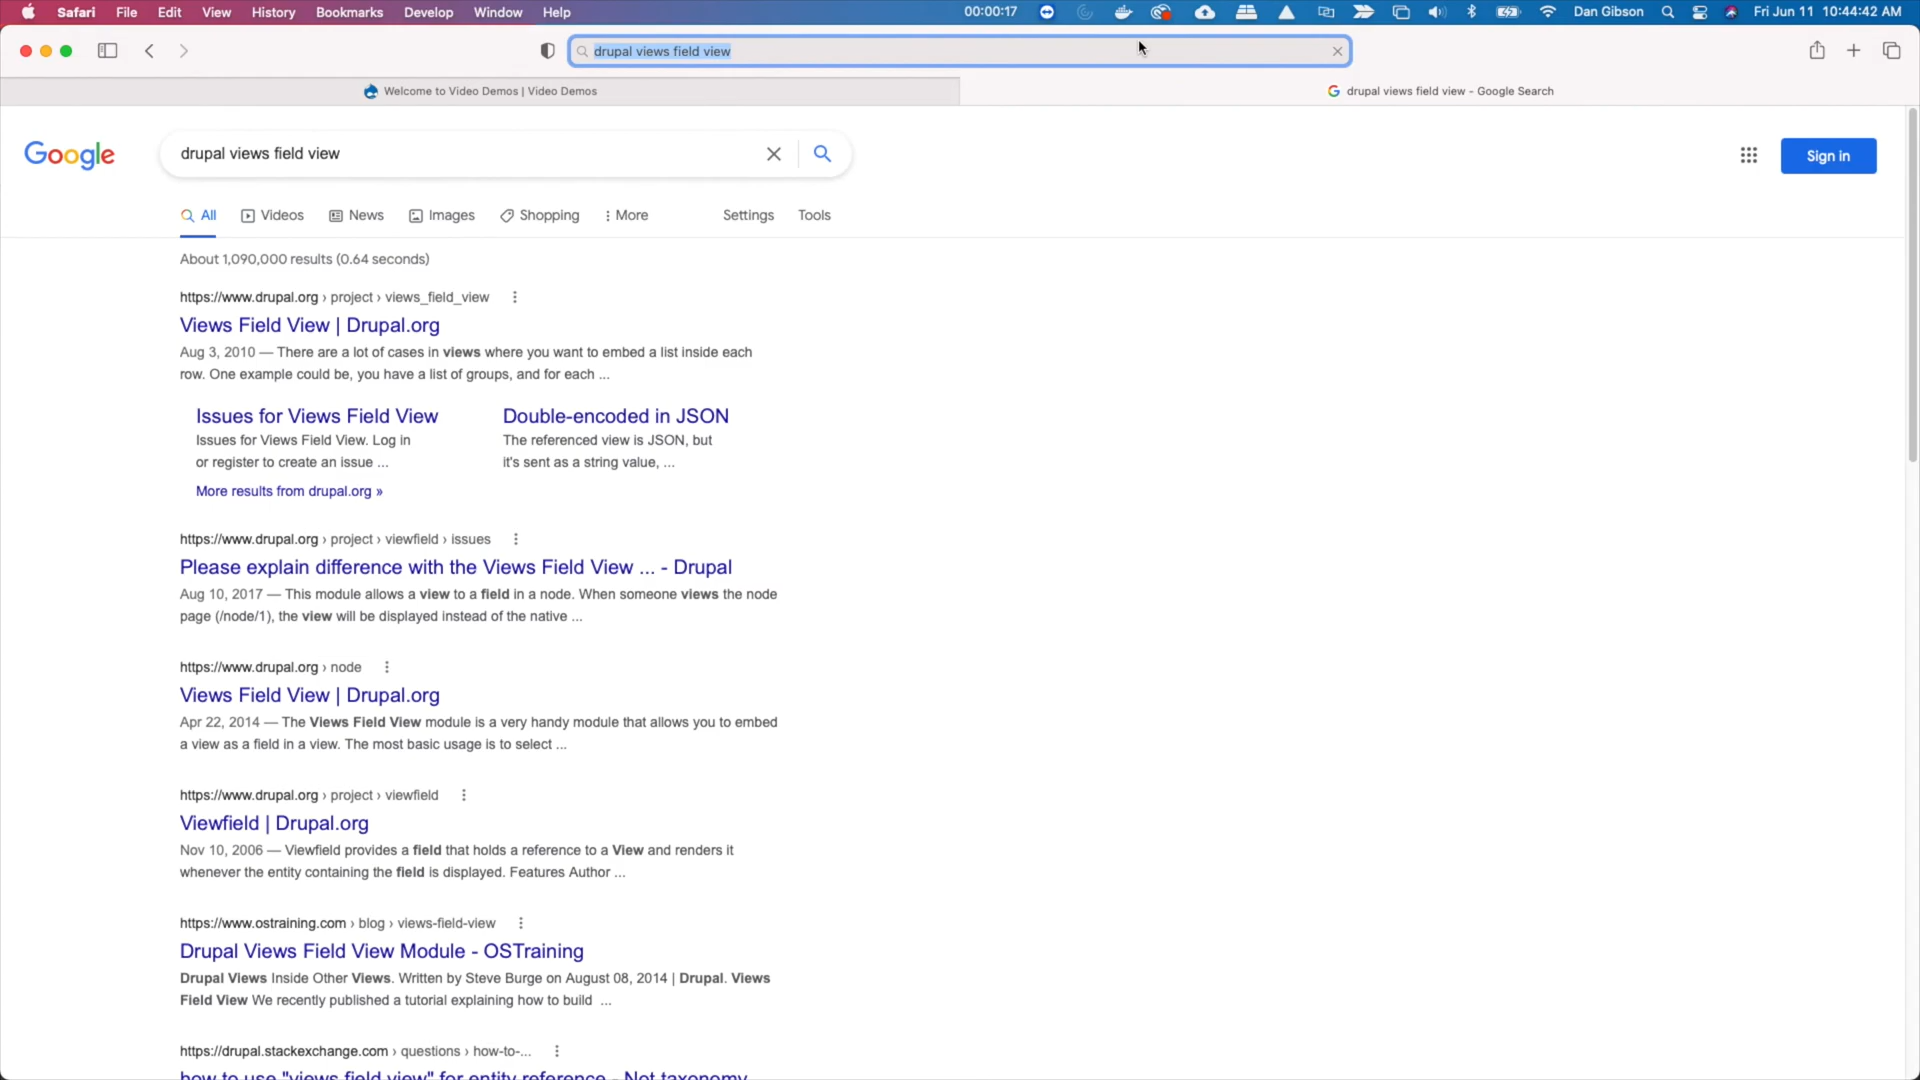 Safari File Edit View History Bookmarks Develop Window Help 00:00:17 Dan Gibson Fri Jun 11 10:44:42 AM
drupal views field view
Welcome to Video Demos | Video Demos
drupal views field view - Google Search
Google
drupal views field view
Sign in
All Videos News Images Shopping More Settings Tools
About 1,090,000 results (0.64 seconds)
https://www.drupal.org › project › views_field_view
Views Field View | Drupal.org
Aug 3, 2010 — There are a lot of cases in views where you want to embed a list inside each
row. One example could be, you have a list of groups, and for each ...
Issues for Views Field View
Issues for Views Field View. Log in
or register to create an issue ...
Double-encoded in JSON
The referenced view is JSON, but
it's sent as a string value, ...
More results from drupal.org »
https://www.drupal.org › project › viewfield › issues
Please explain difference with the Views Field View ... - Drupal
Aug 10, 2017 — This module allows a view to a field in a node. When someone views the node
page (/node/1), the view will be displayed instead of the native ...
https://www.drupal.org › node
Views Field View | Drupal.org
Apr 22, 2014 — The Views Field View module is a very handy module that allows you to embed
a view as a field in a view. The most basic usage is to select ...
https://www.drupal.org › project › viewfield
Viewfield | Drupal.org
Nov 10, 2006 — Viewfield provides a field that holds a reference to a View and renders it
whenever the entity containing the field is displayed. Features Author ...
https://www.ostraining.com › blog › views-field-view
Drupal Views Field View Module - OSTraining
Drupal Views Inside Other Views. Written by Steve Burge on August 08, 2014 | Drupal. Views
Field View We recently published a tutorial explaining how to build ...
https://drupal.stackexchange.com › questions › how-to-...
how to use "views field view" for entity reference - Not taxonomy